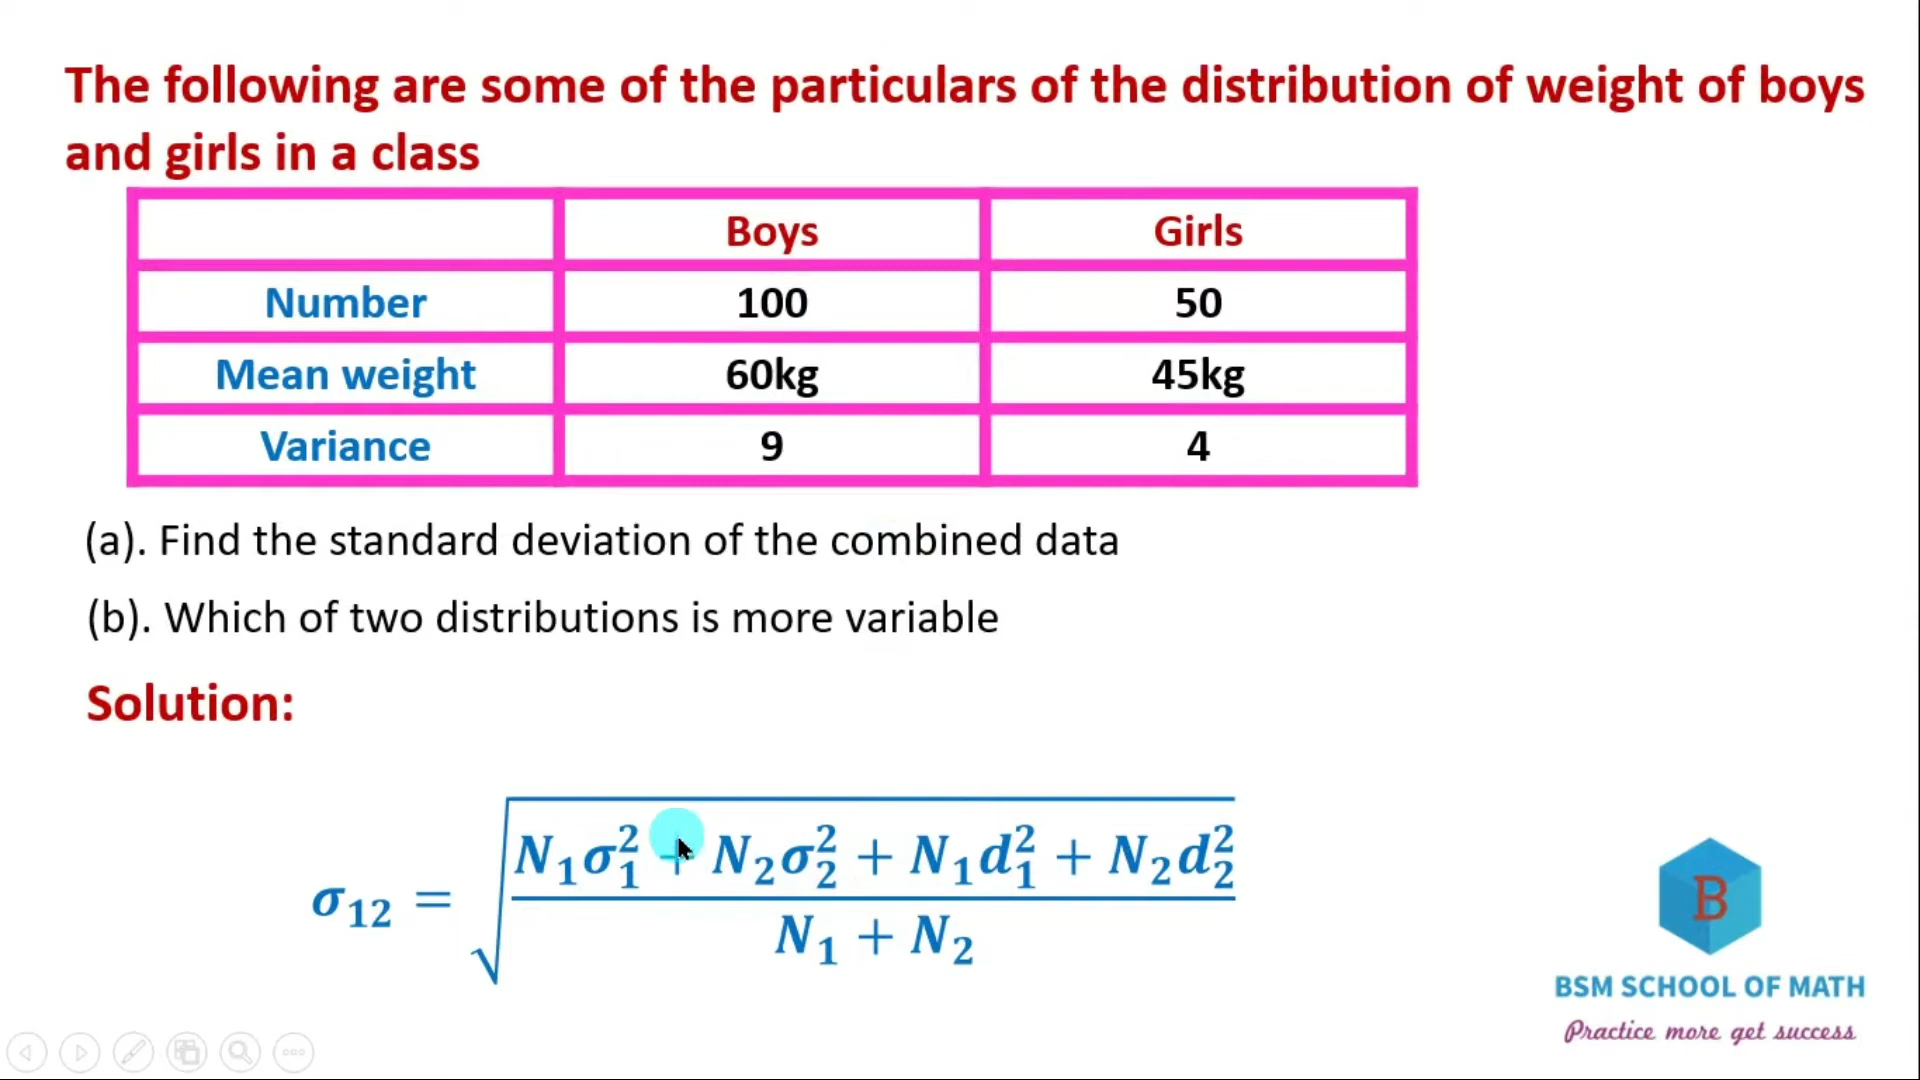 The following are some of the particulars of the distribution of weight of boys
and girls in a class
Boys Girls
Number 100 50
Mean weight 60kg 45kg
Variance 9 4
(a). Find the standard deviation of the combined data
(b). Which of two distributions is more variable
Solution:
σ₁₂ = √((N₁σ₁² + N₂σ₂² + N₁d₁² + N₂d₂²) / (N₁ + N₂))
B
BSM SCHOOL OF MATH
Practice more get success